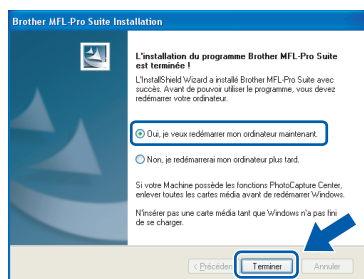 Brother MFL-Pro Suite Installation
L'installation du programme Brother MFL-Pro Suite
est terminée !
L'InstallShield Wizard a installé Brother MFL-Pro Suite avec
succès. Avant de pouvoir utiliser le programme, vous devez
redémarrer votre ordinateur.
Oui, je veux redémarrer mon ordinateur maintenant.
Non, je redémarrerai mon ordinateur plus tard.
Si votre Machine possède les fonctions PhotoCapture Center,
enlever toutes les cartes média avant de redémarrer Windows.
N'insérer pas une carte média tant que Windows n'a pas fini
de se charger.
< Précédent
Terminer
Annuler